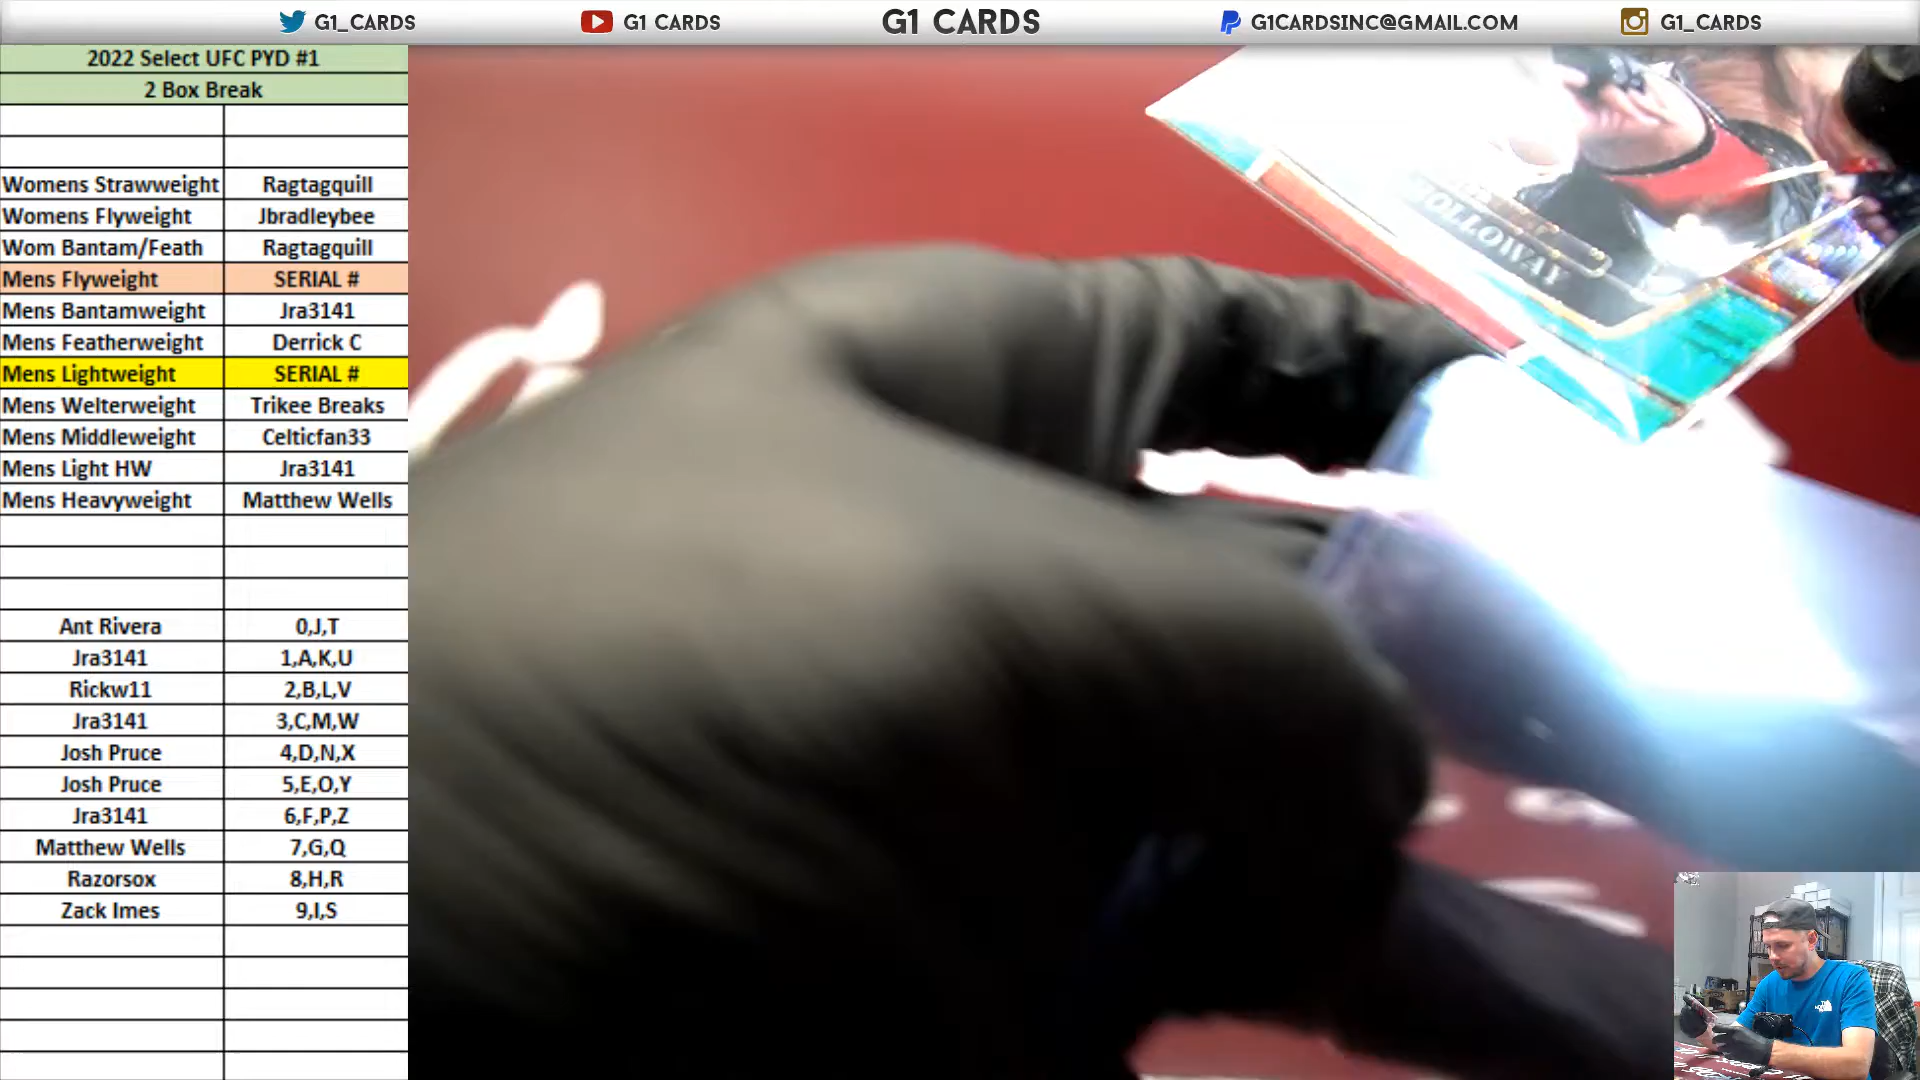 G1_CARDS G1 CARDS G1 CARDS G1CARDSINC@GMAIL.COM G1_CARDS
2022 Select UFC PYD #1
2 Box Break
Womens Strawweight Ragtagquill
Womens Flyweight Jbradleybee
Wom Bantam/Feath Ragtagquill
Mens Flyweight SERIAL #
Mens Bantamweight Jra3141
Mens Featherweight Derrick C
Mens Lightweight SERIAL #
Mens Welterweight Trikee Breaks
Mens Middleweight Celticfan33
Mens Light HW Jra3141
Mens Heavyweight Matthew Wells
Ant Rivera 0,J,T
Jra3141 1,A,K,U
Rickw11 2,B,L,V
Jra3141 3,C,M,W
Josh Pruce 4,D,N,X
Josh Pruce 5,E,O,Y
Jra3141 6,F,P,Z
Matthew Wells 7,G,Q
Razorsox 8,H,R
Zack Imes 9,I,S
HOLLOWAY